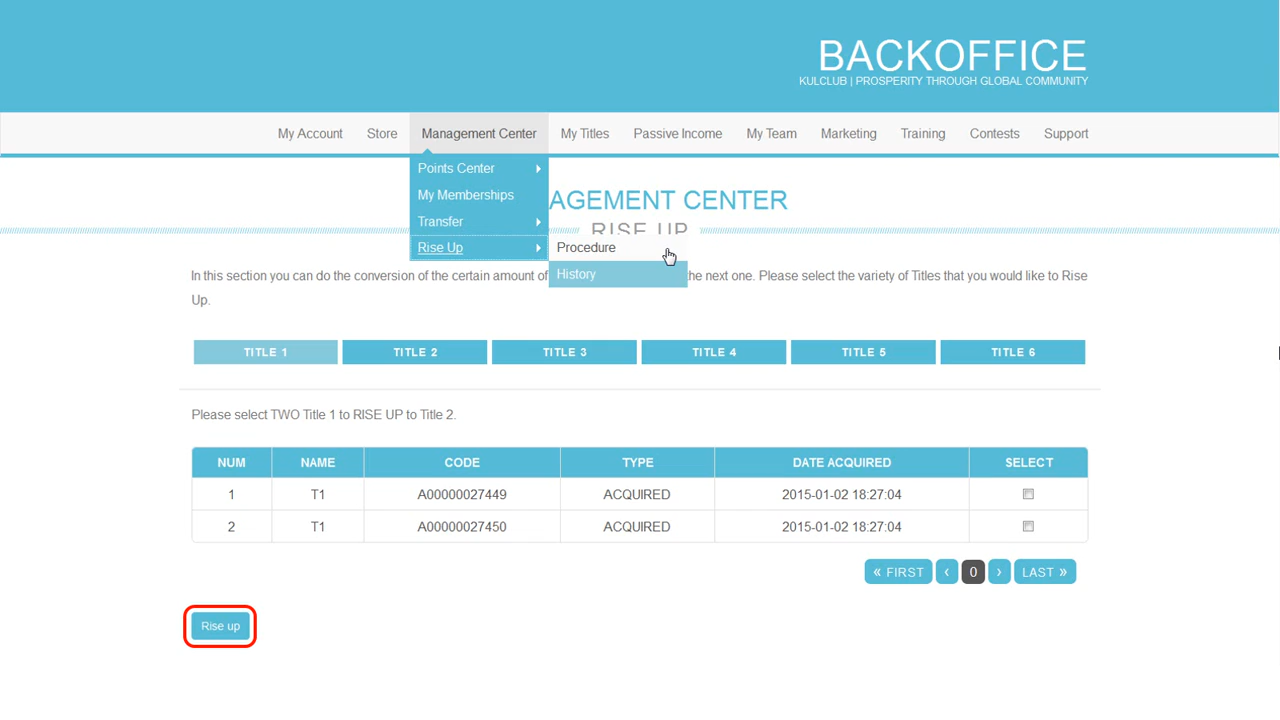 BACKOFFICE
KULCLUB | PROSPERITY THROUGH GLOBAL COMMUNITY
My Account Store Management Center My Titles Passive Income My Team Marketing Training Contests Support
Points Center
My Memberships
Transfer
Rise Up
Procedure
History
AGEMENT CENTER
RISE UP
In this section you can do the conversion of the certain amount of the next one. Please select the variety of Titles that you would like to Rise
Up.
TITLE 1 TITLE 2 TITLE 3 TITLE 4 TITLE 5 TITLE 6
Please select TWO Title 1 to RISE UP to Title 2.
NUM NAME CODE TYPE DATE ACQUIRED SELECT
1 T1 A00000027449 ACQUIRED 2015-01-02 18:27:04
2 T1 A00000027450 ACQUIRED 2015-01-02 18:27:04
« FIRST ‹ 0 › LAST »
Rise up